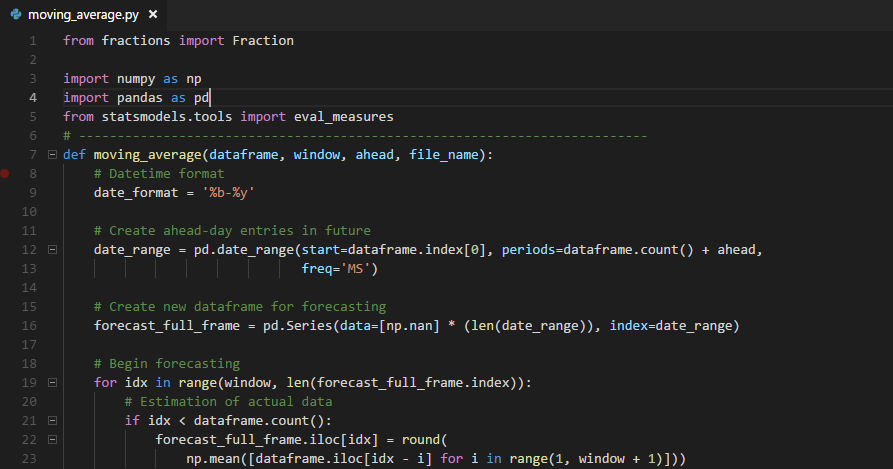 moving_average.py ×
1 from fractions import Fraction
2
3 import numpy as np
4 import pandas as pd
5 from statsmodels.tools import eval_measures
6 # --------------------------------------------------------------------------
7 def moving_average(dataframe, window, ahead, file_name):
8 # Datetime format
9 date_format = '%b-%y'
10
11 # Create ahead-day entries in future
12 date_range = pd.date_range(start=dataframe.index[0], periods=dataframe.count() + ahead,
13 freq='MS')
14
15 # Create new dataframe for forecasting
16 forecast_full_frame = pd.Series(data=[np.nan] * (len(date_range)), index=date_range)
17
18 # Begin forecasting
19 for idx in range(window, len(forecast_full_frame.index)):
20 # Estimation of actual data
21 if idx < dataframe.count():
22 forecast_full_frame.iloc[idx] = round(
23 np.mean([dataframe.iloc[idx - i] for i in range(1, window + 1)]))